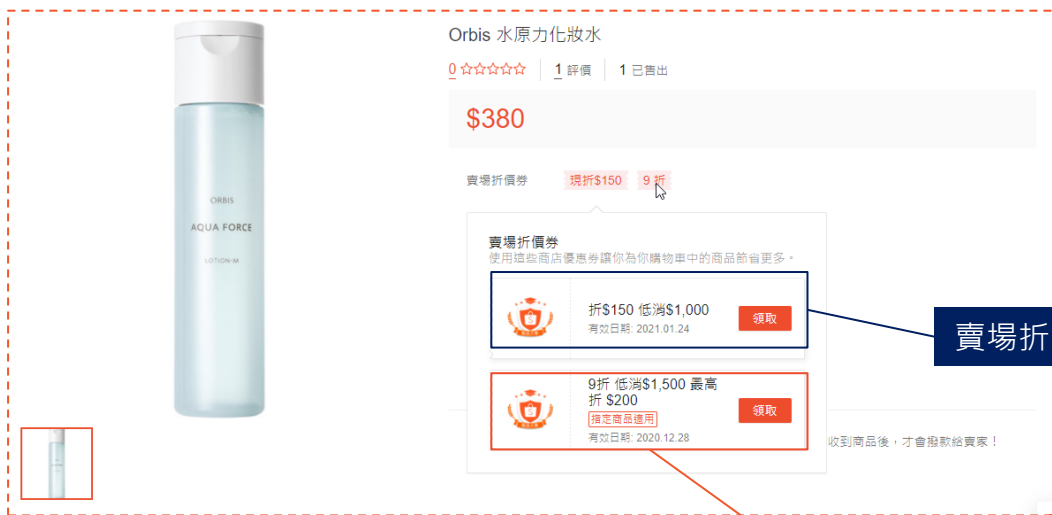 Orbis 水原力化妝水
0 ☆☆☆☆☆ 1 評價 1 已售出
$380
賣場折價券 現折$150 9 折
ORBIS
AQUA FORCE
LOTION-M
賣場折價券
使用這些商店優惠券讓你為你購物車中的商品節省更多。
折$150 低消$1,000
有效日期: 2021.01.24
領取
賣場折
9折 低消$1,500 最高
折 $200
指定商品適用
有效日期: 2020.12.28
領取
收到商品後，才會撥款給賣家！